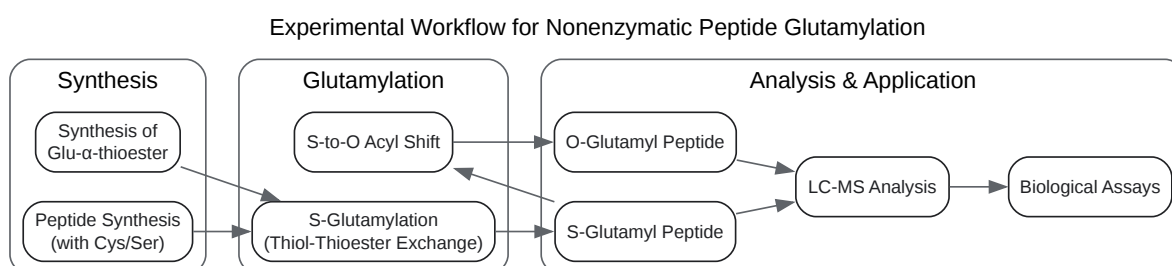 Experimental Workflow for Nonenzymatic Peptide Glutamylation
Synthesis
Synthesis of
Glu-α-thioester
Peptide Synthesis
(with Cys/Ser)
Glutamylation
S-to-O Acyl Shift
S-Glutamylation
(Thiol-Thioester Exchange)
Analysis & Application
O-Glutamyl Peptide
S-Glutamyl Peptide
LC-MS Analysis
Biological Assays